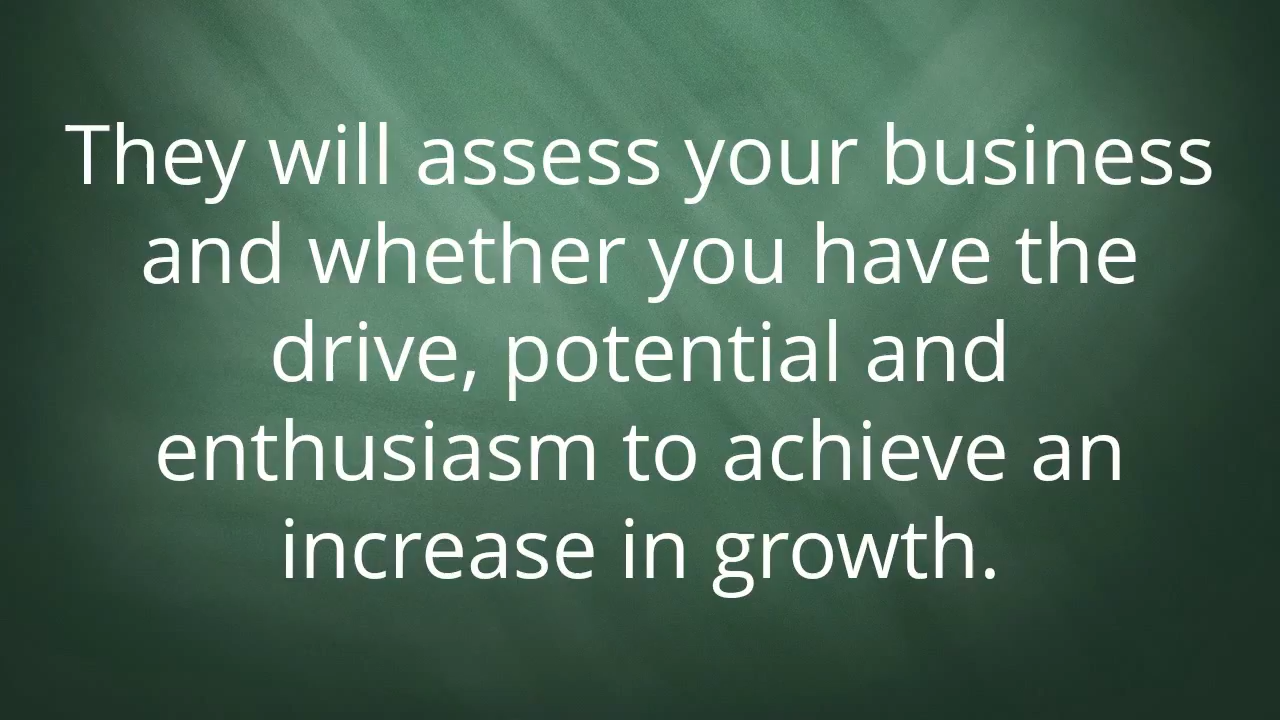 They will assess your business
and whether you have the
drive, potential and
enthusiasm to achieve an
increase in growth.